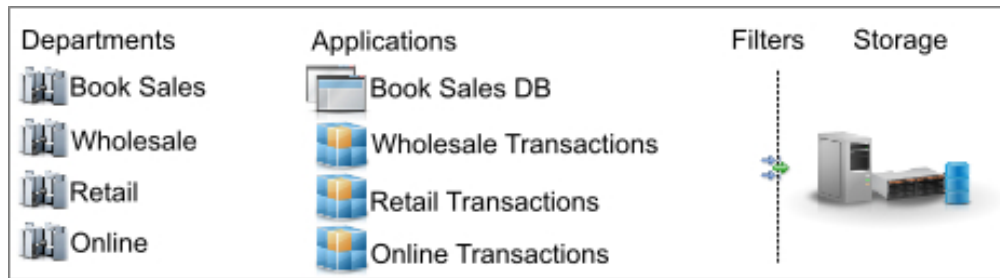 Departments Applications Filters Storage
Book Sales Book Sales DB
Wholesale Wholesale Transactions
Retail Retail Transactions
Online Online Transactions